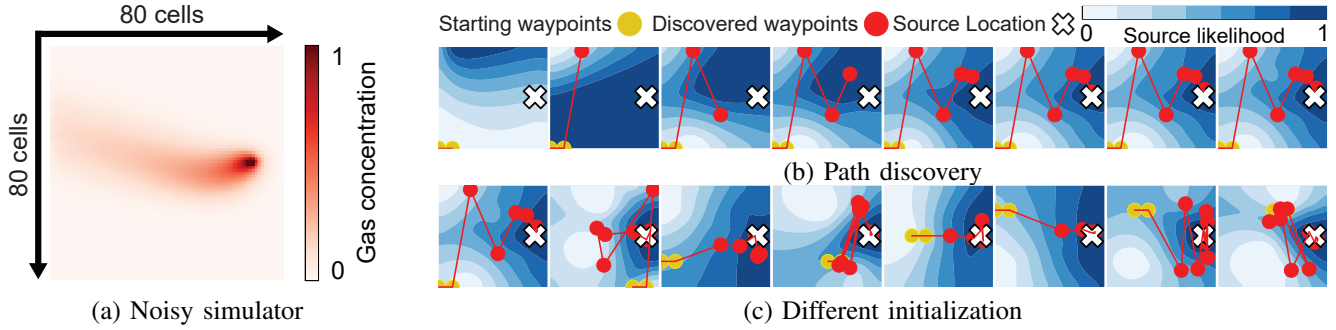 80 cells
80 cells
1
0
Gas concentration
(a) Noisy simulator
Starting waypoints
Discovered waypoints
Source Location
0
Source likelihood
1
(b) Path discovery
(c) Different initialization